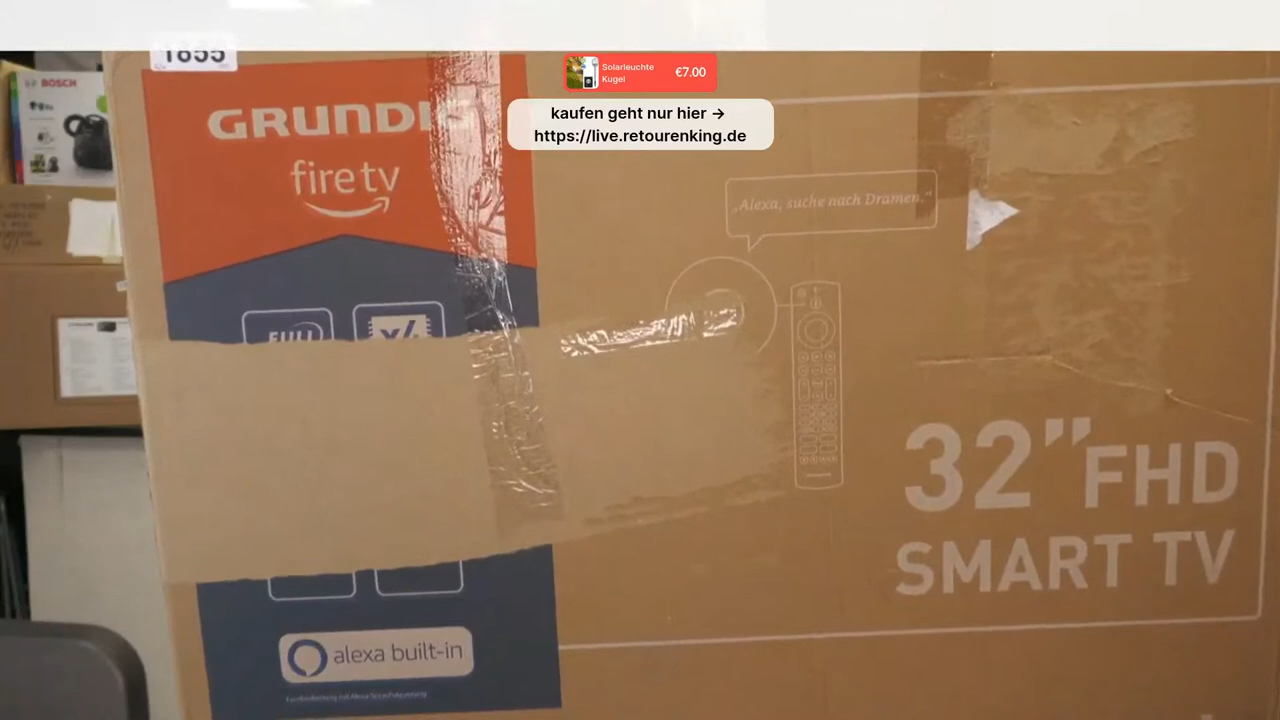 1855
Solarleuchte
Kugel
€7.00
kaufen geht nur hier →
https://live.retourenking.de
BOSCH
GRUNDI
fire tv
„Alexa, suche nach Dramen.“
FULL
32” FHD
SMART TV
alexa built-in